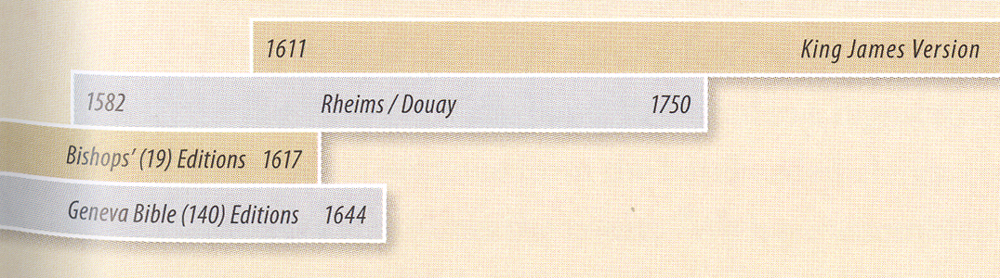 1611 King James Version
1582 Rheims / Douay 1750
Bishops' (19) Editions 1617
Geneva Bible (140) Editions 1644